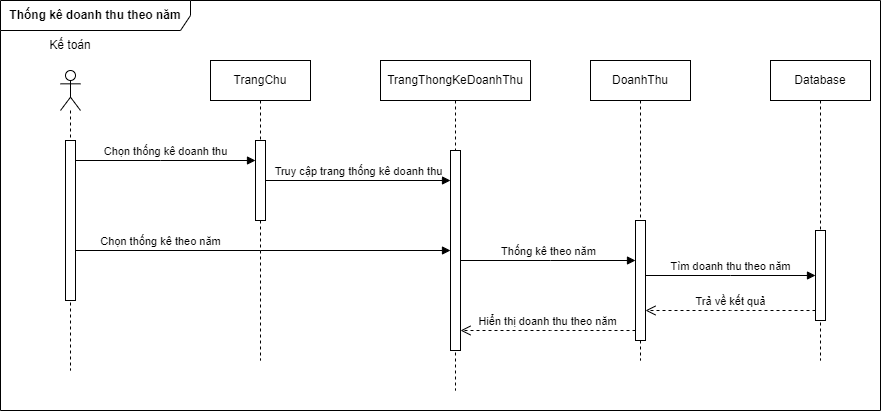 Thống kê doanh thu theo năm
Kế toán
TrangChu
TrangThongKeDoanhThu
DoanhThu
Database
Chọn thống kê doanh thu
Truy cập trang thống kê doanh thu
Chọn thống kê theo năm
Thống kê theo năm
Tìm doanh thu theo năm
Trả về kết quả
Hiển thị doanh thu theo năm